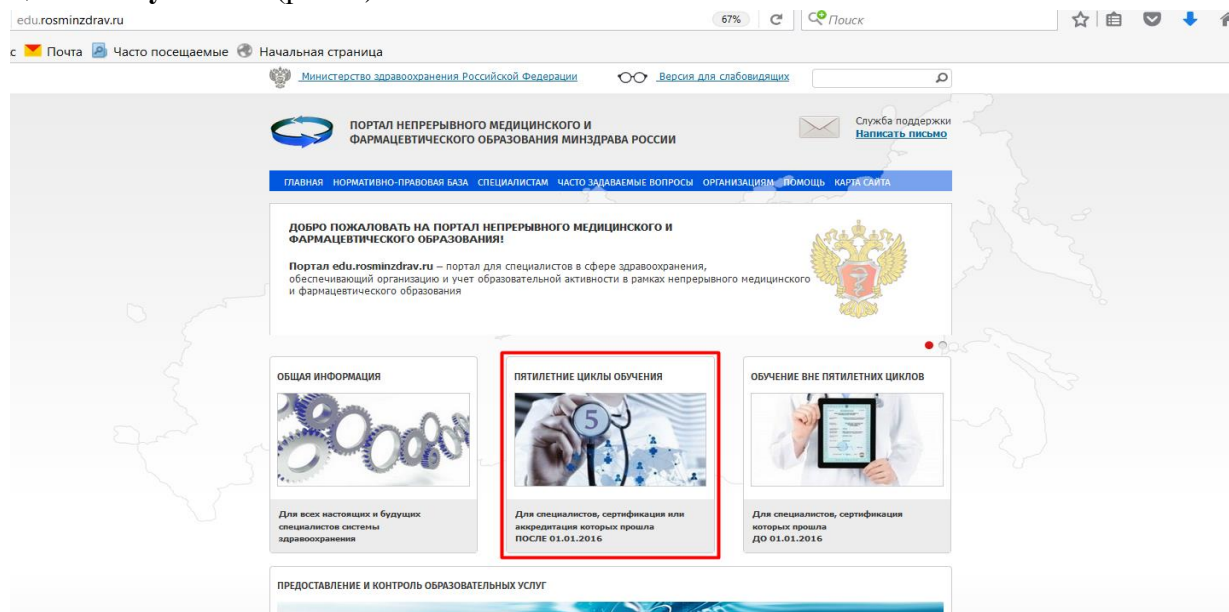 edu.rosminzdrav.ru
67%
Поиск
с Почта Часто посещаемые Начальная страница
Министерство здравоохранения Российской Федерации
Версия для слабовидящих
ПОРТАЛ НЕПРЕРЫВНОГО МЕДИЦИНСКОГО И
ФАРМАЦЕВТИЧЕСКОГО ОБРАЗОВАНИЯ МИНЗДРАВА РОССИИ
Служба поддержки
Написать письмо
ГЛАВНАЯ НОРМАТИВНО-ПРАВОВАЯ БАЗА СПЕЦИАЛИСТАМ ЧАСТО ЗАДАВАЕМЫЕ ВОПРОСЫ ОРГАНИЗАЦИЯМ ПОМОЩЬ КАРТА САЙТА
ДОБРО ПОЖАЛОВАТЬ НА ПОРТАЛ НЕПРЕРЫВНОГО МЕДИЦИНСКОГО И
ФАРМАЦЕВТИЧЕСКОГО ОБРАЗОВАНИЯ!
Портал edu.rosminzdrav.ru – портал для специалистов в сфере здравоохранения,
обеспечивающий организацию и учет образовательной активности в рамках непрерывного медицинского
и фармацевтического образования
ОБЩАЯ ИНФОРМАЦИЯ
Для всех настоящих и будущих
специалистов системы
здравоохранения
ПЯТИЛЕТНИЕ ЦИКЛЫ ОБУЧЕНИЯ
5
Для специалистов, сертификация или
аккредитация которых прошла
ПОСЛЕ 01.01.2016
ОБУЧЕНИЕ ВНЕ ПЯТИЛЕТНИХ ЦИКЛОВ
Для специалистов, сертификация
которых прошла
ДО 01.01.2016
ПРЕДОСТАВЛЕНИЕ И КОНТРОЛЬ ОБРАЗОВАТЕЛЬНЫХ УСЛУГ